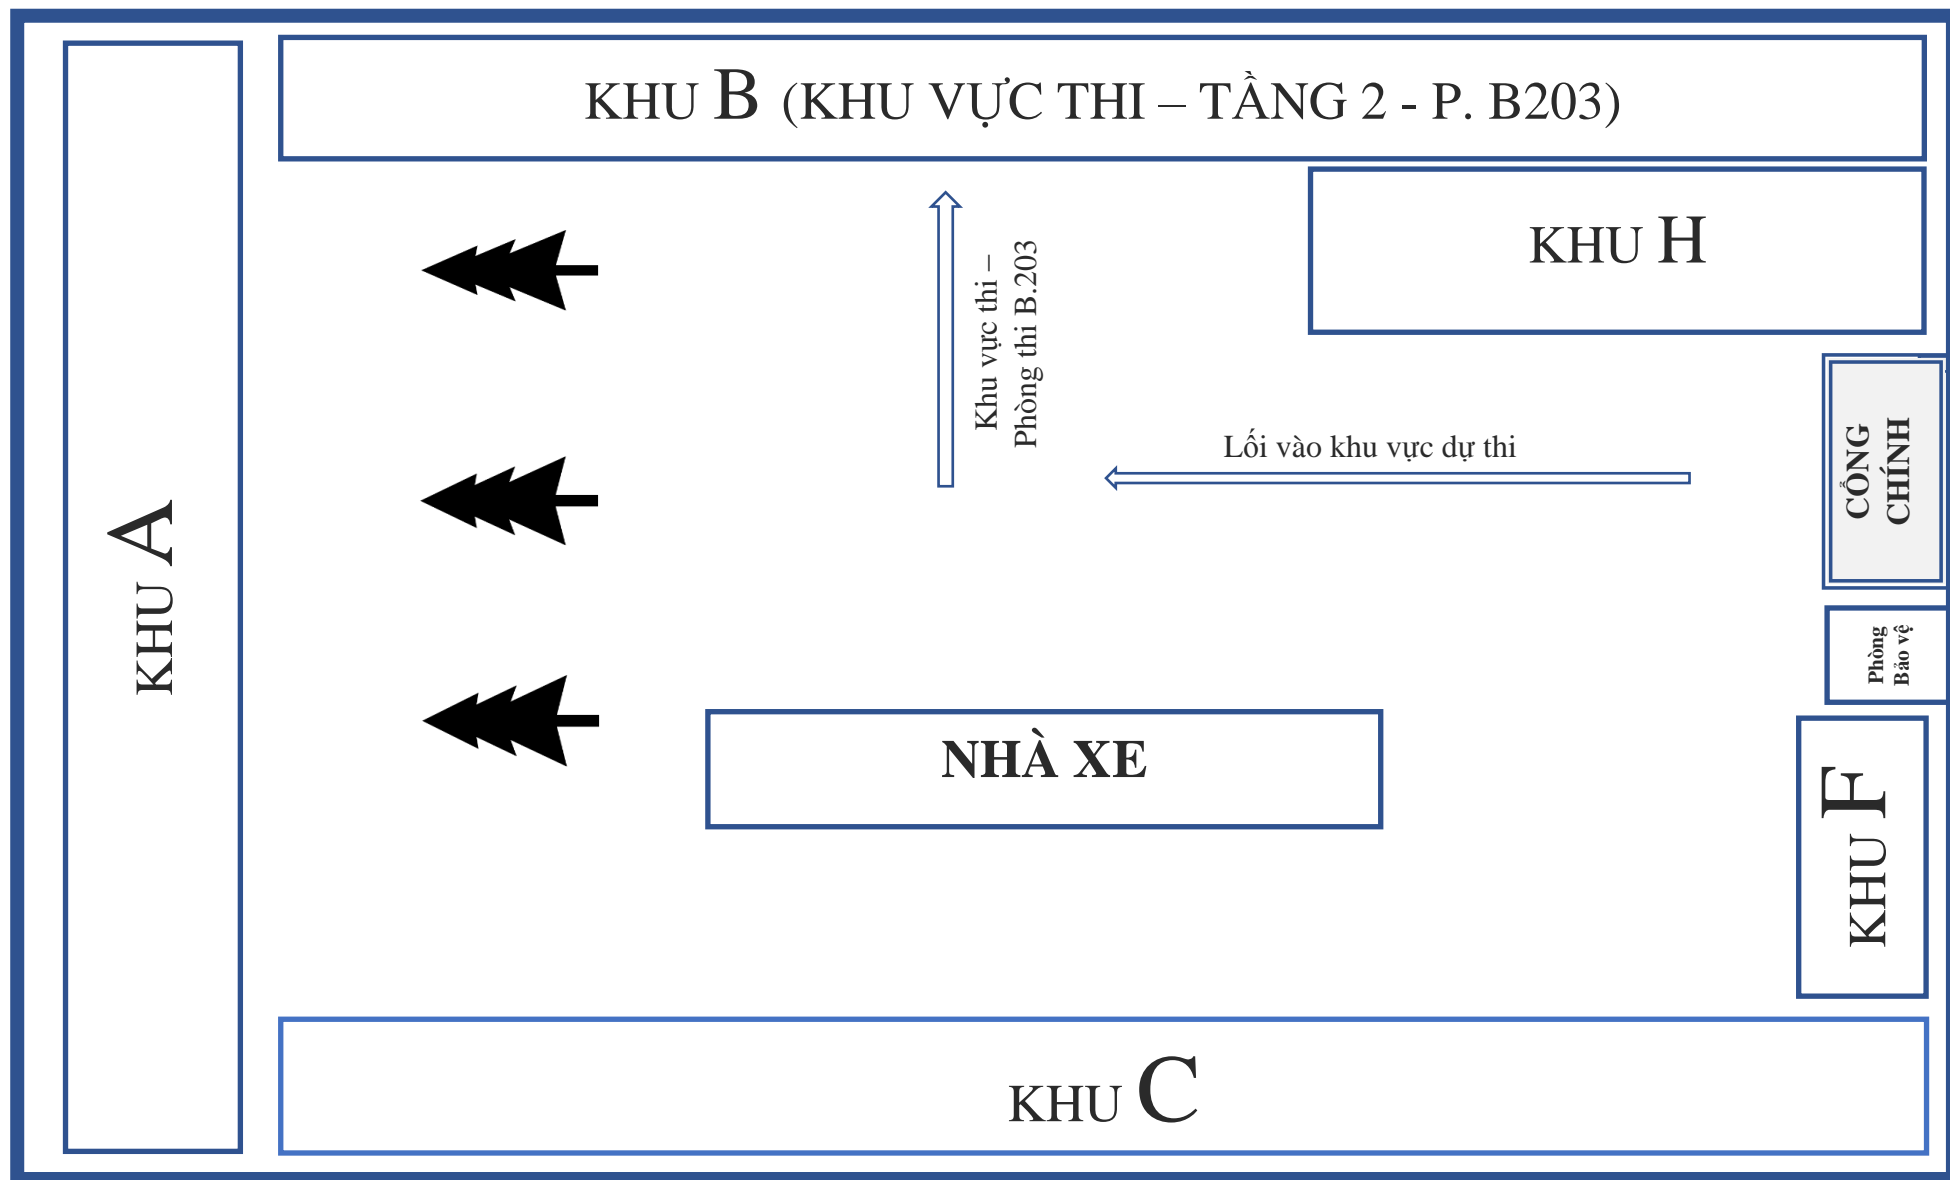 KHU B (KHU VỰC THI – TẦNG 2 - P. B203)
KHU H
Khu vực thi –
Phòng thi B.203
Lối vào khu vực dự thi
CỔNG
CHÍNH
KHU A
Phòng
Bảo vệ
NHÀ XE
KHU F
KHU C